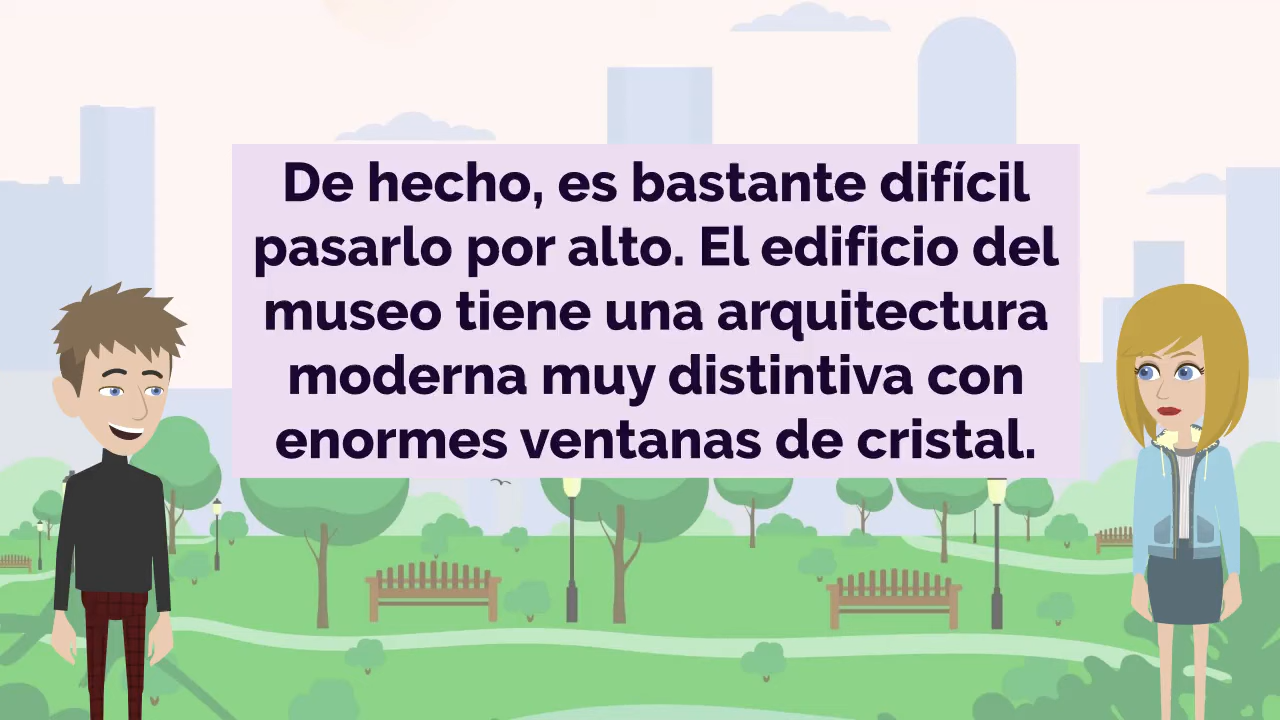 De hecho, es bastante difícil
pasarlo por alto. El edificio del
museo tiene una arquitectura
moderna muy distintiva con
enormes ventanas de cristal.